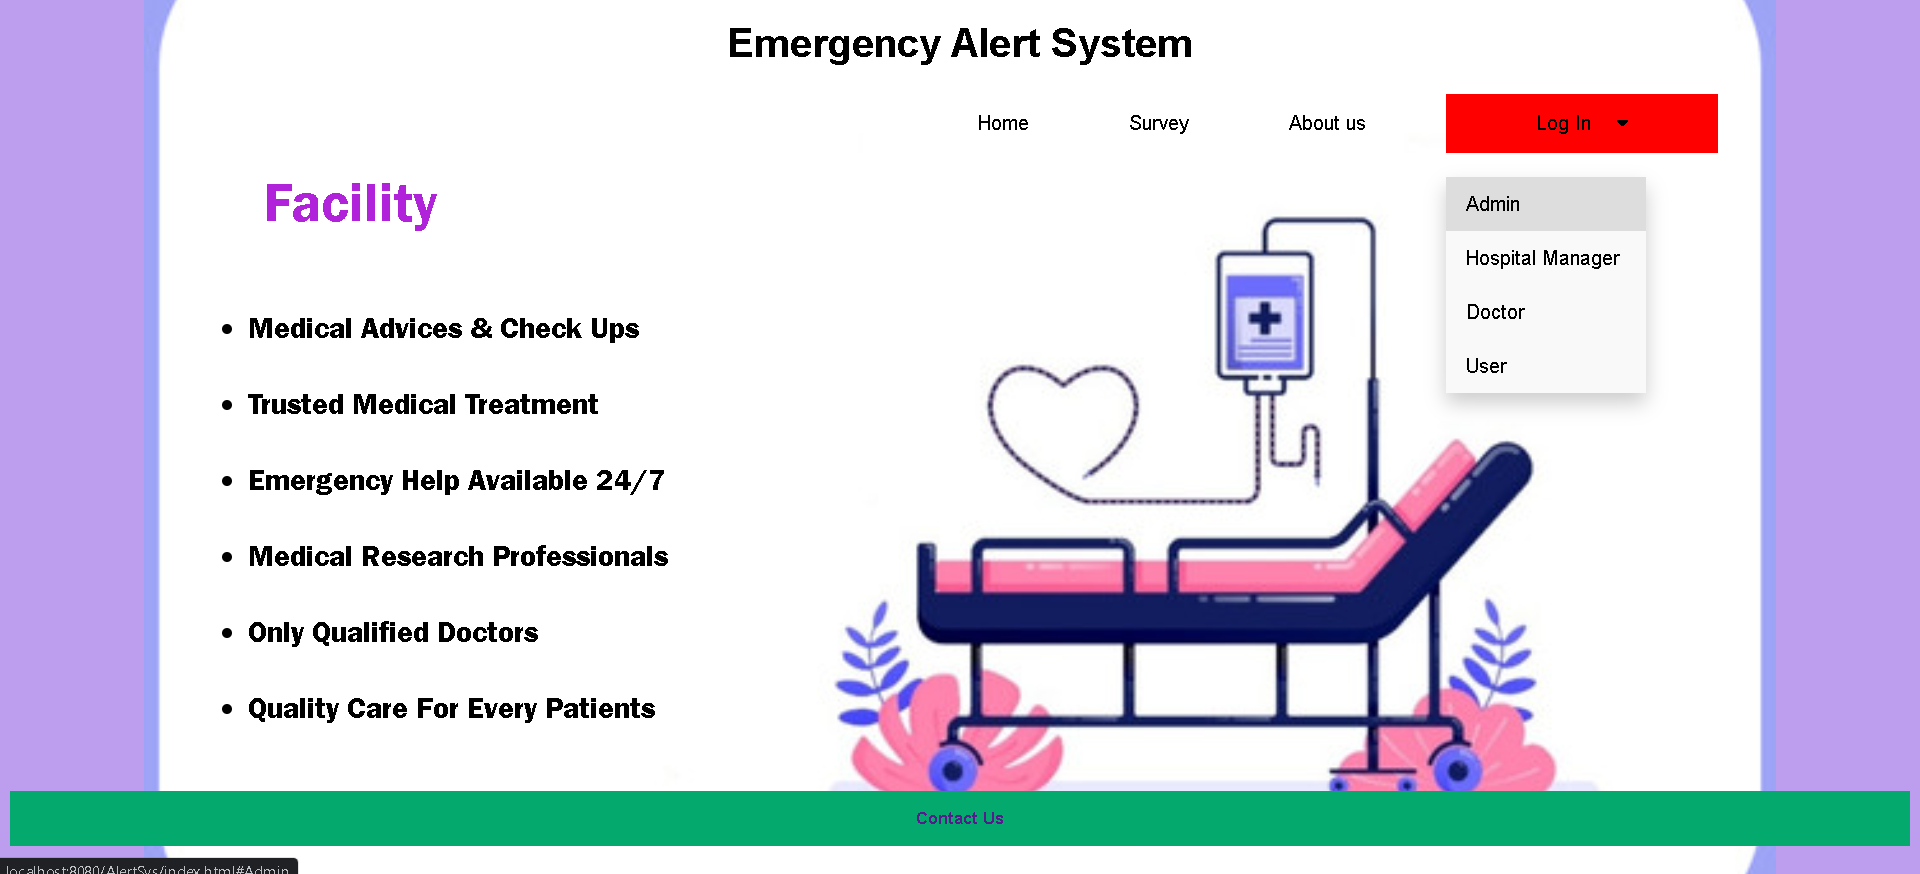 Emergency Alert System
Home Survey About us Log In
Facility
Admin
Hospital Manager
Doctor
User
Medical Advices & Check Ups
Trusted Medical Treatment
Emergency Help Available 24/7
Medical Research Professionals
Only Qualified Doctors
Quality Care For Every Patients
Contact Us
localhost:8080/AlertSys/index.html#Admin